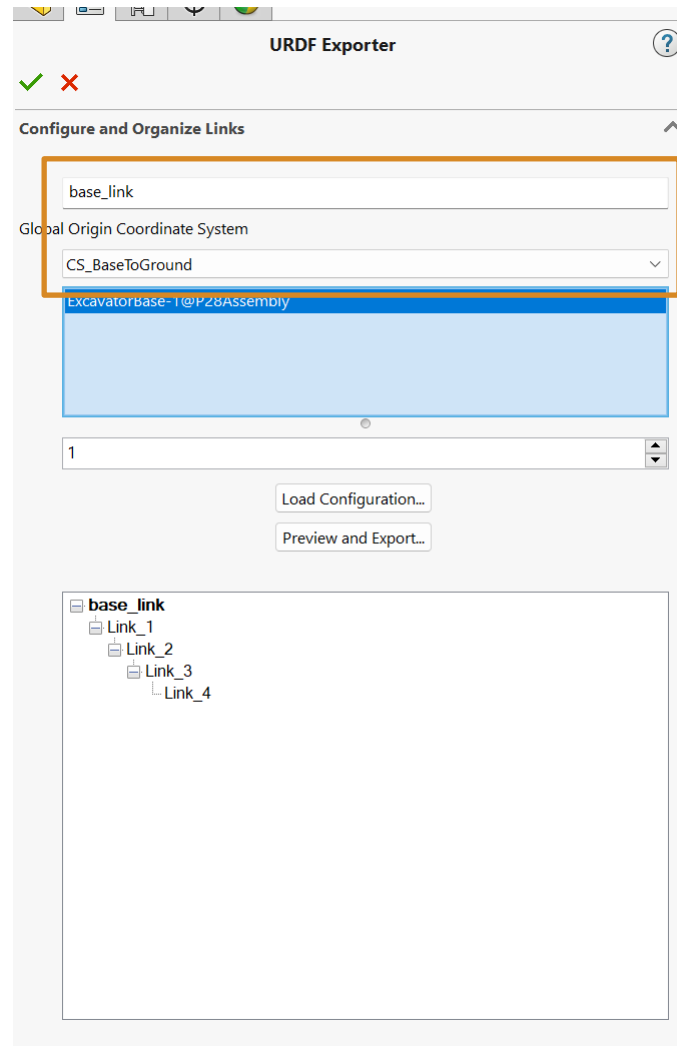 URDF Exporter
?
Configure and Organize Links
base_link
Global Origin Coordinate System
CS_BaseToGround
ExcavatorBase-1@P28Assembly
1
Load Configuration...
Preview and Export...
base_link
Link_1
Link_2
Link_3
Link_4